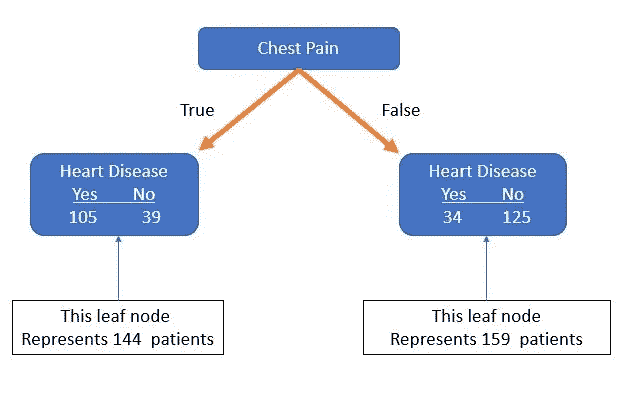 Chest Pain
True
False
Heart Disease
Yes No
105 39
Heart Disease
Yes No
34 125
This leaf node
Represents 144 patients
This leaf node
Represents 159 patients